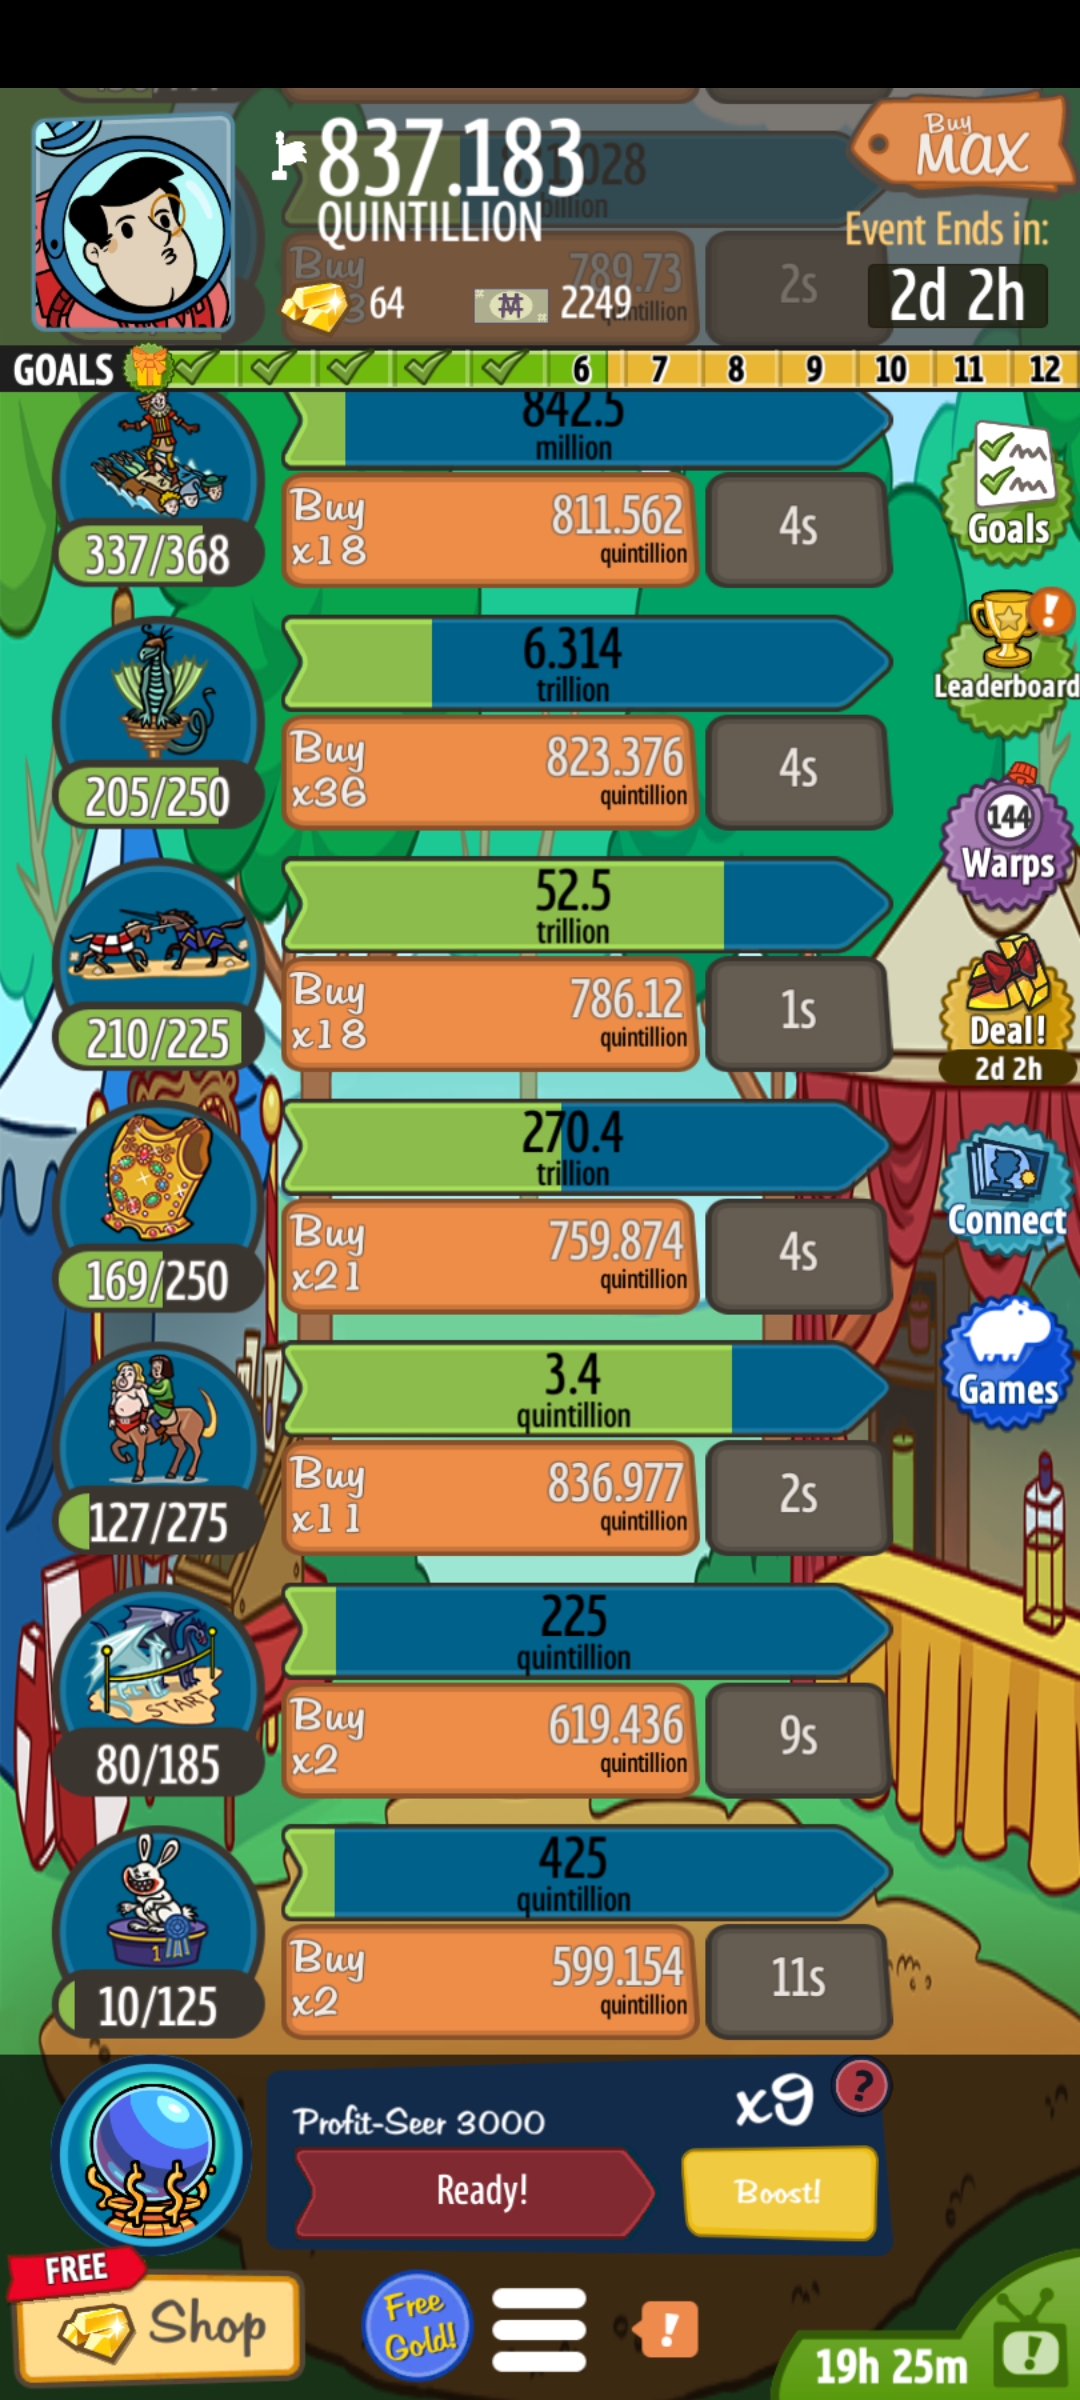 837.183
QUINTILLION
64
2249
Buy
MAX
Event Ends in:
2d 2h
Buy
789.73
2s
GOALS
6
7
8
9
10
11
12
842.5
million
337/368
Buy
x18
811.562
quintillion
4s
Goals
6.314
trillion
205/250
Buy
x36
823.376
quintillion
4s
!
Leaderboard
144
Warps
52.5
trillion
210/225
Buy
x18
786.12
quintillion
1s
Deal!
2d 2h
270.4
trillion
169/250
Buy
x21
759.874
quintillion
4s
Connect
3.4
quintillion
127/275
Buy
x11
836.977
quintillion
2s
Games
225
quintillion
START
80/185
Buy
x2
619.436
quintillion
9s
425
quintillion
1
10/125
Buy
x2
599.154
quintillion
11s
Profit-Seer 3000
x9
?
Ready!
Boost!
FREE
Shop
Free
Gold!
!
19h 25m
!